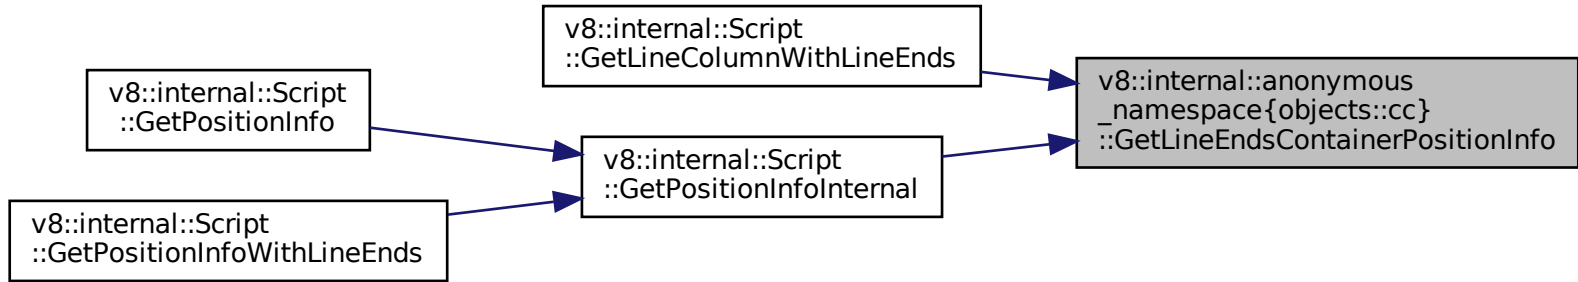 v8::internal::Script
::GetLineColumnWithLineEnds
v8::internal::anonymous
_namespace{objects::cc}
::GetLineEndsContainerPositionInfo
v8::internal::Script
::GetPositionInfo
v8::internal::Script
::GetPositionInfoInternal
v8::internal::Script
::GetPositionInfoWithLineEnds